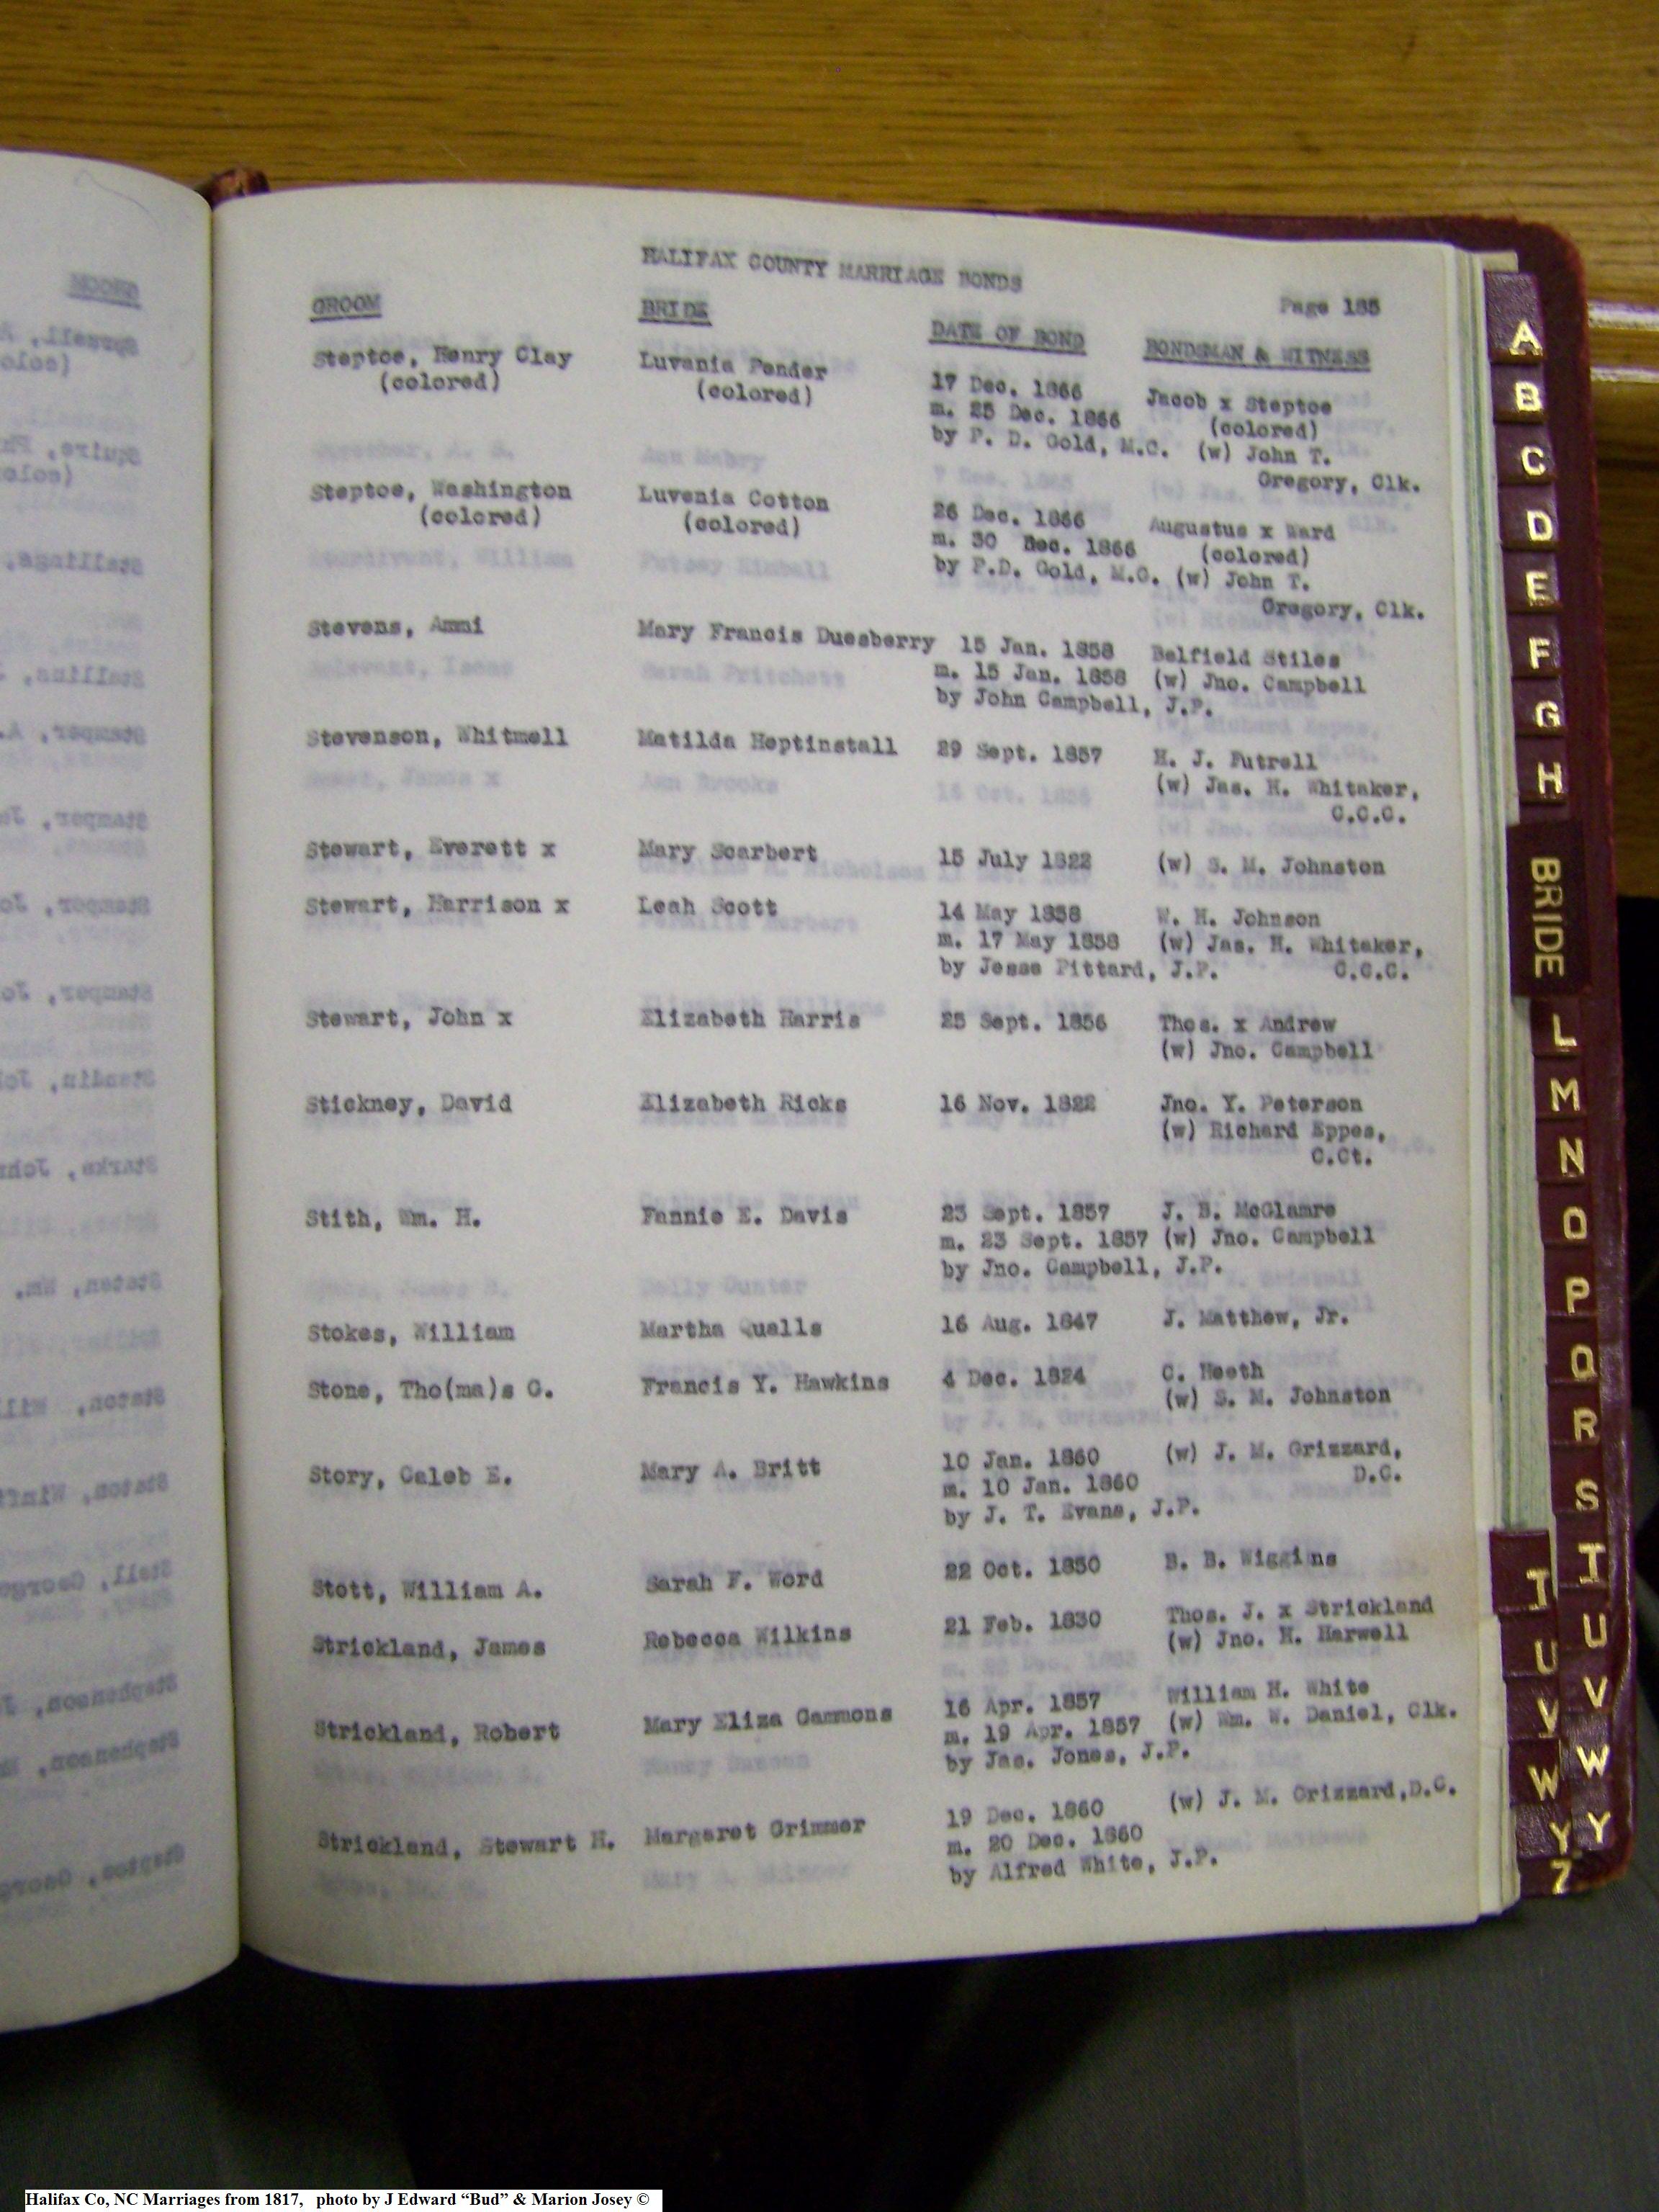 HALIFAX COUNTY MARRIAGE BONDS
Page 185
GROOM BRIDE DATE OF BOND BONDSMAN & WITNESS
Steptoe, Henry Clay Luvania Pender 17 Dec. 1866 Jacob x Steptoe
(colored) (colored) m. 25 Dec. 1866 (colored)
by P. D. Gold, M.C. (w) John T.
Gregory, Clk.
Steptoe, Washington Luvenia Cotton 26 Dec. 1866 Augustus x Ward
(colored) (colored) m. 30 Dec. 1866 (colored)
by P.D. Gold, M.G. (w) John T.
Gregory, Clk.
Stevens, Ammi Mary Francis Duesberry 15 Jan. 1858 Belfield Stiles
m. 15 Jan. 1858 (w) Jno. Campbell
by John Campbell, J.P.
Stevenson, Whitmell Matilda Heptinstall 29 Sept. 1857 H. J. Futrell
(w) Jas. H. Whitaker,
C.C.C.
Stewart, Everett x Mary Scarbert 15 July 1822 (w) S. M. Johnston
Stewart, Harrison x Leah Scott 14 May 1858 W. H. Johnson
m. 17 May 1858 (w) Jas. H. Whitaker,
by Jesse Pittard, J.P. C.C.C.
Stewart, John x Elizabeth Harris 25 Sept. 1856 Thos. x Andrew
(w) Jno. Campbell
Stickney, David Elizabeth Ricks 16 Nov. 1822 Jno. Y. Peterson
(w) Richard Eppes,
C.Ct.
Stith, Wm. H. Fannie E. Davis 23 Sept. 1857 J. B. McGlamre
m. 23 Sept. 1857 (w) Jno. Campbell
by Jno. Campbell, J.P.
Stokes, William Martha Qualls 16 Aug. 1847 J. Matthew, Jr.
Stone, Tho(ma)s G. Francis Y. Hawkins 4 Dec. 1824 C. Heeth
(w) S. M. Johnston
Story, Caleb E. Mary A. Britt 10 Jan. 1860 (w) J. M. Grizzard,
m. 10 Jan. 1860 D.C.
by J. T. Evans, J.P.
Stott, William A. Sarah F. Word 22 Oct. 1850 B. B. Wiggins
Strickland, James Rebecca Wilkins 21 Feb. 1830 Thos. J. x Strickland
(w) Jno. H. Harwell
Strickland, Robert Mary Eliza Gammons 16 Apr. 1857 William H. White
m. 19 Apr. 1857 (w) Wm. W. Daniel, Clk.
by Jas. Jones, J.P.
Strickland, Stewart H. Margaret Grimmer 19 Dec. 1860 (w) J. M. Grizzard,D.C.
m. 20 Dec. 1860
by Alfred White, J.P.
A
B
C
D
E
F
G
H
BRIDE
L
M
N
O
P
Q
R
S
T
U
V
W
Y
T
U
V
W
Y
Z
Halifax Co, NC Marriages from 1817, photo by J Edward “Bud” & Marion Josey ©